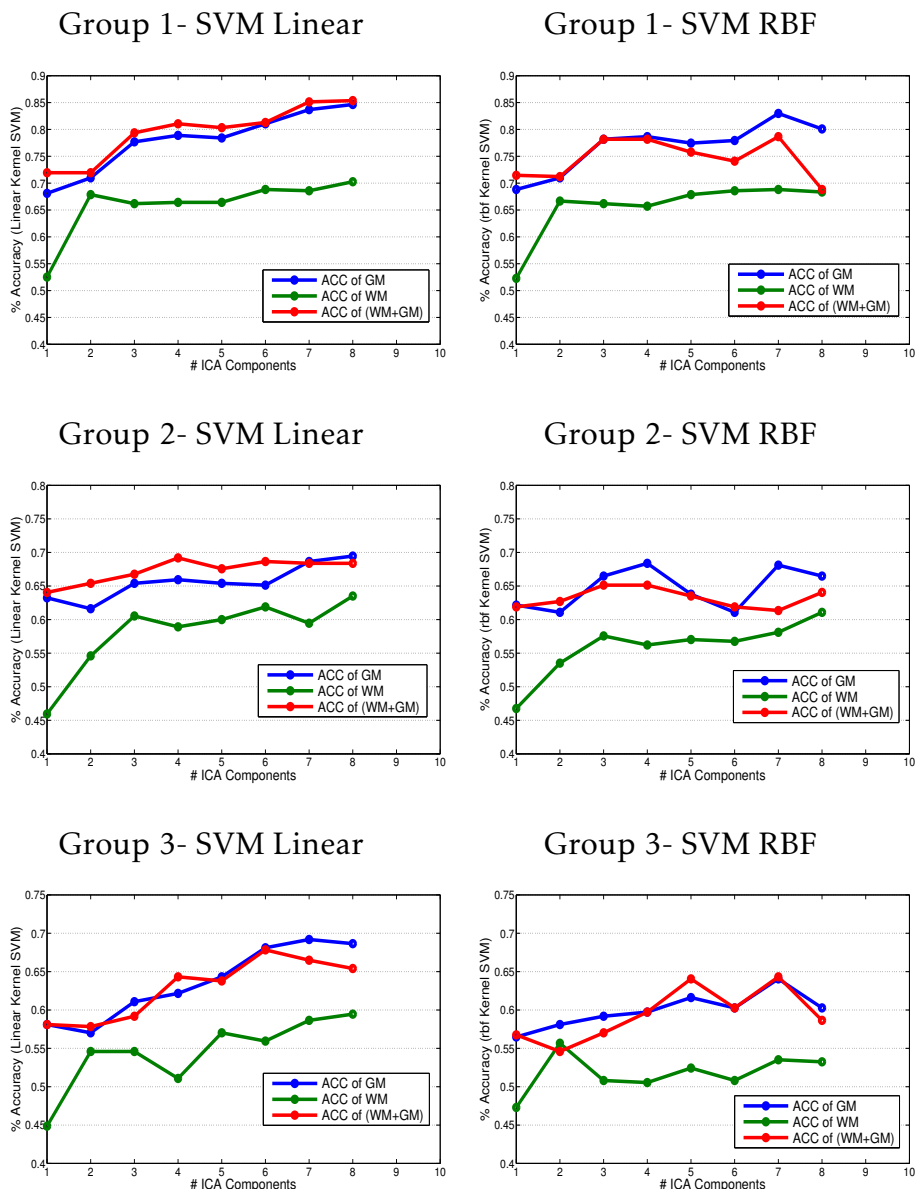 Group 1- SVM Linear
% Accuracy (Linear Kernel SVM)
0.9
0.85
0.8
0.75
0.7
0.65
0.6
0.55
0.5
0.45
0.4
ACC of GM
ACC of WM
ACC of (WM+GM)
1 2 3 4 5 6 7 8 9 10
# ICA Components
Group 1- SVM RBF
% Accuracy (rbf Kernel SVM)
0.9
0.85
0.8
0.75
0.7
0.65
0.6
0.55
0.5
0.45
0.4
ACC of GM
ACC of WM
ACC of (WM+GM)
1 2 3 4 5 6 7 8 9 10
# ICA Components
Group 2- SVM Linear
% Accuracy (Linear Kernel SVM)
0.8
0.75
0.7
0.65
0.6
0.55
0.5
0.45
0.4
ACC of GM
ACC of WM
ACC of (WM+GM)
1 2 3 4 5 6 7 8 9 10
# ICA Components
Group 2- SVM RBF
% Accuracy (rbf Kernel SVM)
0.8
0.75
0.7
0.65
0.6
0.55
0.5
0.45
0.4
ACC of GM
ACC of WM
ACC of (WM+GM)
1 2 3 4 5 6 7 8 9 10
# ICA Components
Group 3- SVM Linear
% Accuracy (Linear Kernel SVM)
0.75
0.7
0.65
0.6
0.55
0.5
0.45
0.4
ACC of GM
ACC of WM
ACC of (WM+GM)
1 2 3 4 5 6 7 8 9 10
# ICA Components
Group 3- SVM RBF
% Accuracy (rbf Kernel SVM)
0.75
0.7
0.65
0.6
0.55
0.5
0.45
0.4
ACC of GM
ACC of WM
ACC of (WM+GM)
1 2 3 4 5 6 7 8 9 10
# ICA Components